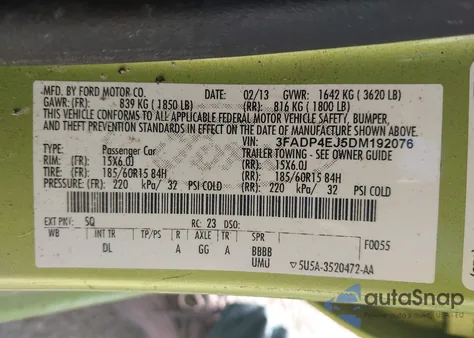 MFD. BY FORD MOTOR CO. DATE: 02/13 GVWR: 1642 KG ( 3620 LB)
GAWR: (FR): 839 KG ( 1850 LB) (RR): 816 KG ( 1800 LB)
THIS VEHICLE CONFORMS TO ALL APPLICABLE FEDERAL MOTOR VEHICLE SAFETY, BUMPER,
AND THEFT PREVENTION STANDARDS IN EFFECT ON THE DATE OF MANUFACTURE SHOWN ABOVE.
VIN: 3FADP4EJ5DM192076
TYPE: Passenger Car TRAILER TOWING - SEE OWNER GUIDE
RIM: (FR) 15X6.0J (RR): 15X6.0J
TIRE: (FR) 185/60R15 84H (RR): 185/60R15 84H
PRESSURE: (FR): 220 kPa/ 32 PSI COLD (RR): 220 kPa/ 32 PSI COLD
EXT PNT: SQ RC: 23 DSO: F0055
WB INT TR TP/PS R AXLE TR SPR
DL A GG A BBBB
UMU ▽5U5A-3520472-AA
autoSnap